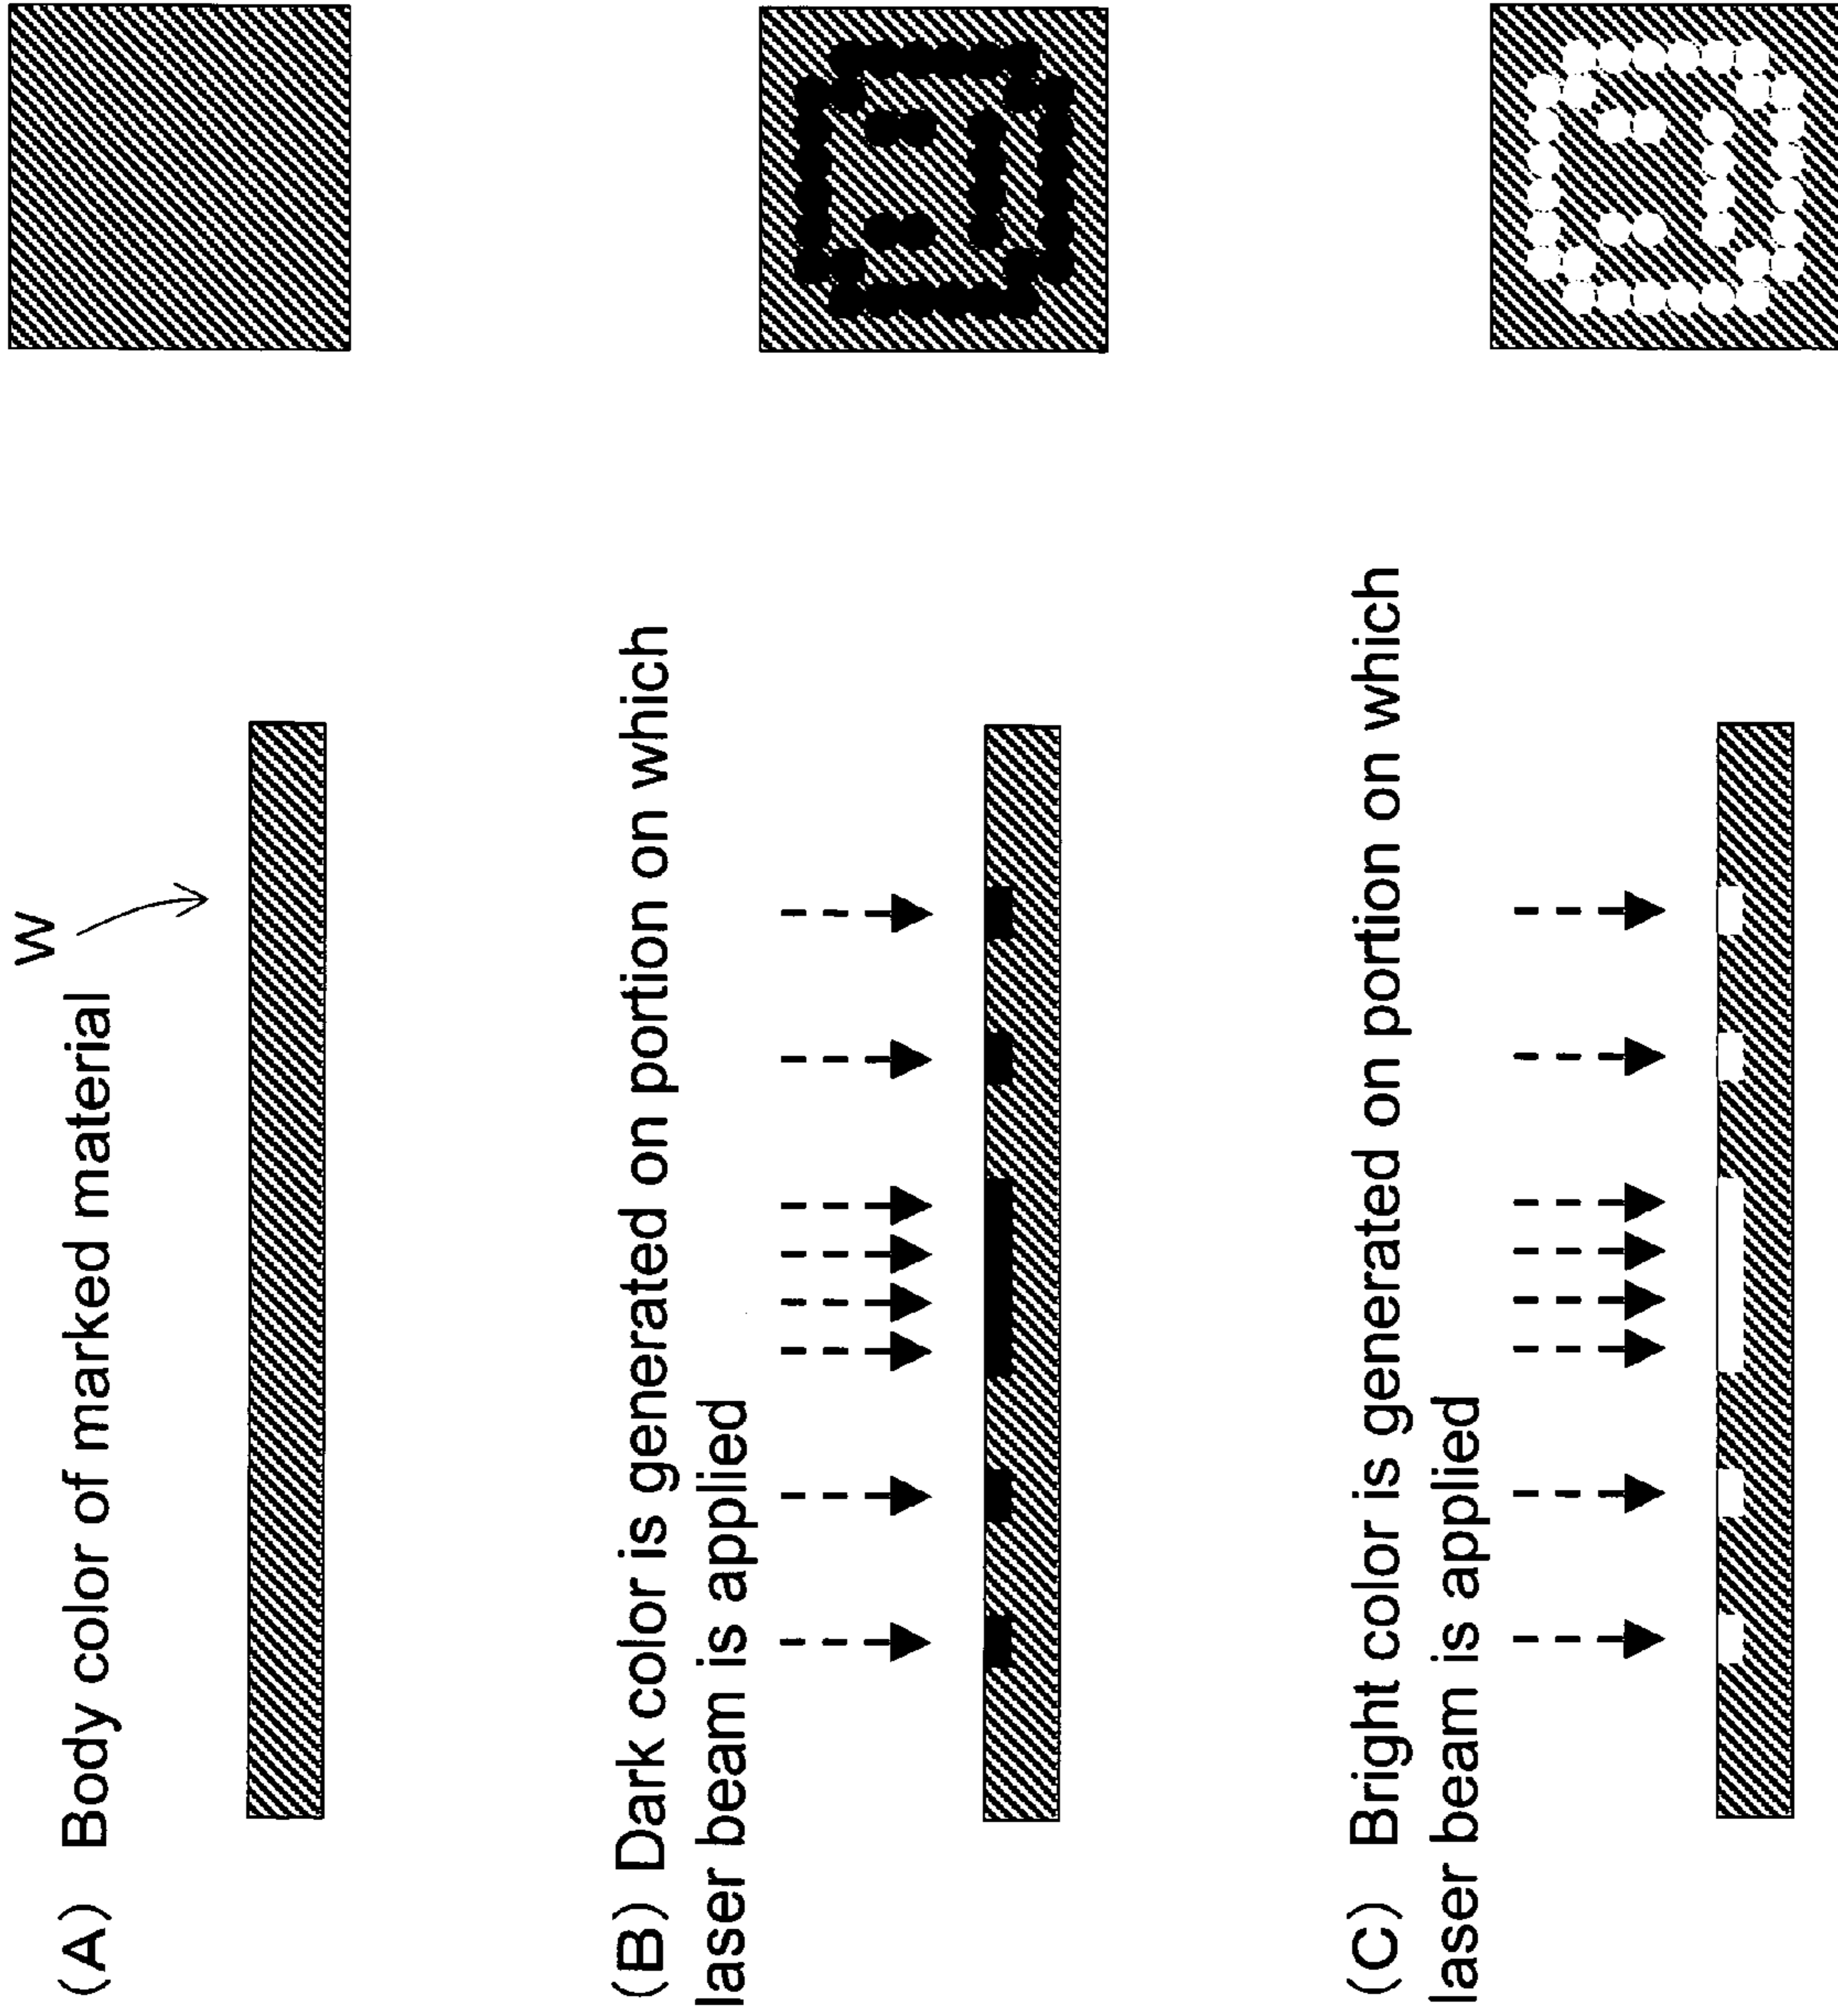 (A) Body color of marked material
W
(B) Dark color is generated on portion on which
laser beam is applied
(C) Bright color is generated on portion on which
laser beam is applied